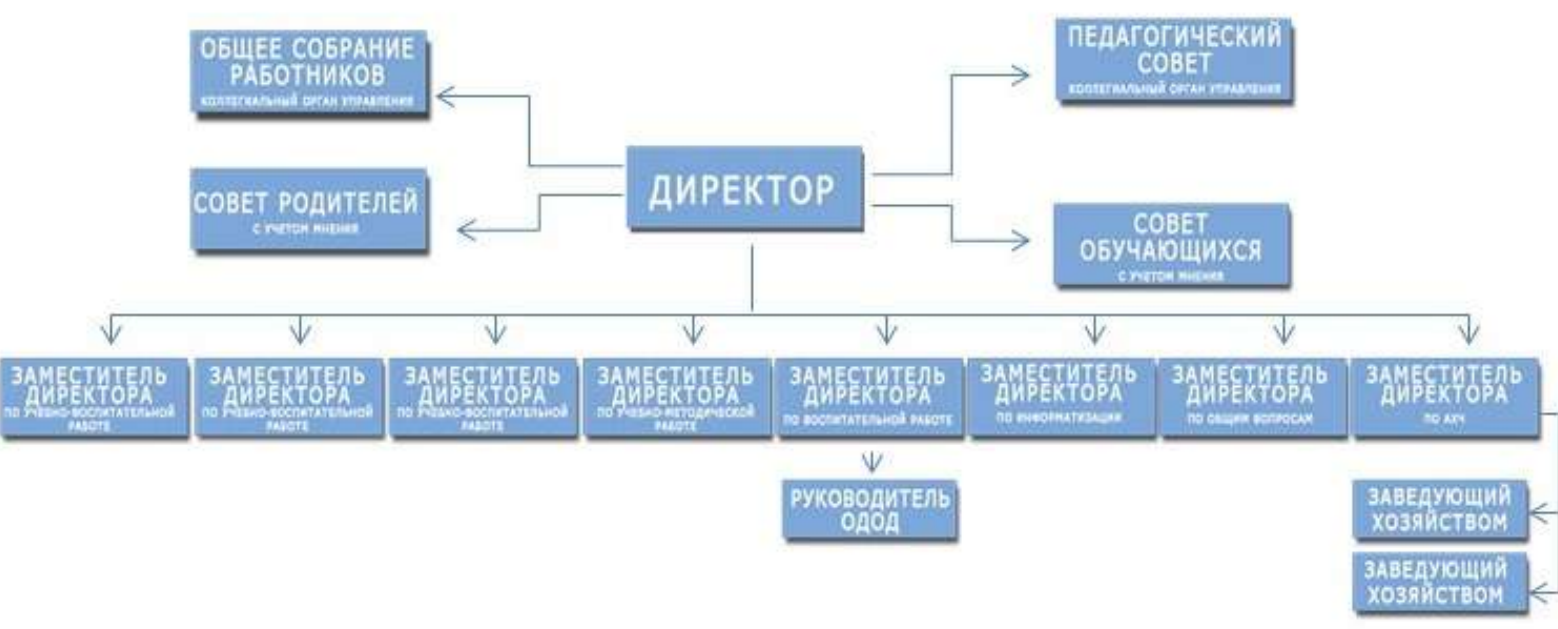 ОБЩЕЕ СОБРАНИЕ
РАБОТНИКОВ
КОЛЛЕГИАЛЬНЫЙ ОРГАН УПРАВЛЕНИЯ
ПЕДАГОГИЧЕСКИЙ
СОВЕТ
КОЛЛЕГИАЛЬНЫЙ ОРГАН УПРАВЛЕНИЯ
ДИРЕКТОР
СОВЕТ РОДИТЕЛЕЙ
С УЧЕТОМ МНЕНИЯ
СОВЕТ
ОБУЧАЮЩИХСЯ
С УЧЕТОМ МНЕНИЯ
ЗАМЕСТИТЕЛЬ
ДИРЕКТОРА
ПО УЧЕБНО-ВОСПИТАТЕЛЬНОЙ
РАБОТЕ
ЗАМЕСТИТЕЛЬ
ДИРЕКТОРА
ПО УЧЕБНО-ВОСПИТАТЕЛЬНОЙ
РАБОТЕ
ЗАМЕСТИТЕЛЬ
ДИРЕКТОРА
ПО УЧЕБНО-ВОСПИТАТЕЛЬНОЙ
РАБОТЕ
ЗАМЕСТИТЕЛЬ
ДИРЕКТОРА
ПО УЧЕБНО-МЕТОДИЧЕСКОЙ
РАБОТЕ
ЗАМЕСТИТЕЛЬ
ДИРЕКТОРА
ПО ВОСПИТАТЕЛЬНОЙ РАБОТЕ
ЗАМЕСТИТЕЛЬ
ДИРЕКТОРА
ПО ИНФОРМАТИЗАЦИИ
ЗАМЕСТИТЕЛЬ
ДИРЕКТОРА
ПО ОБЩИМ ВОПРОСАМ
ЗАМЕСТИТЕЛЬ
ДИРЕКТОРА
ПО АХЧ
РУКОВОДИТЕЛЬ
ОДОД
ЗАВЕДУЮЩИЙ
ХОЗЯЙСТВОМ
ЗАВЕДУЮЩИЙ
ХОЗЯЙСТВОМ